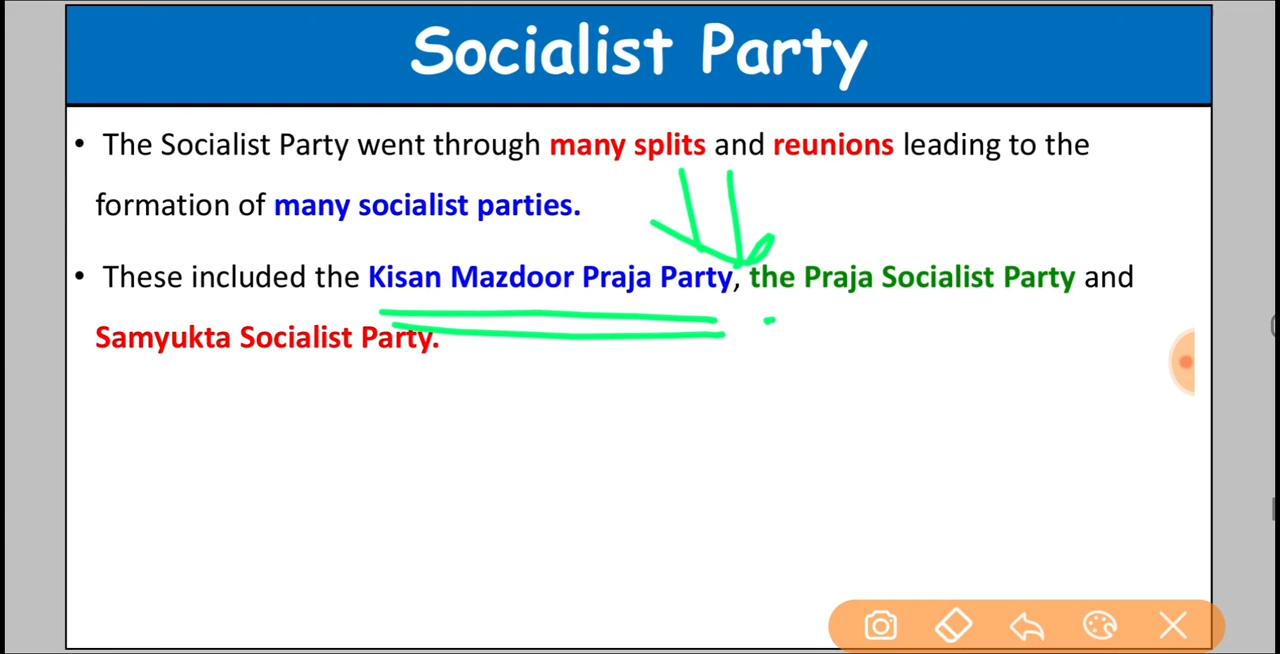 Socialist Party
• The Socialist Party went through many splits and reunions leading to the
formation of many socialist parties.
• These included the Kisan Mazdoor Praja Party, the Praja Socialist Party and
Samyukta Socialist Party.